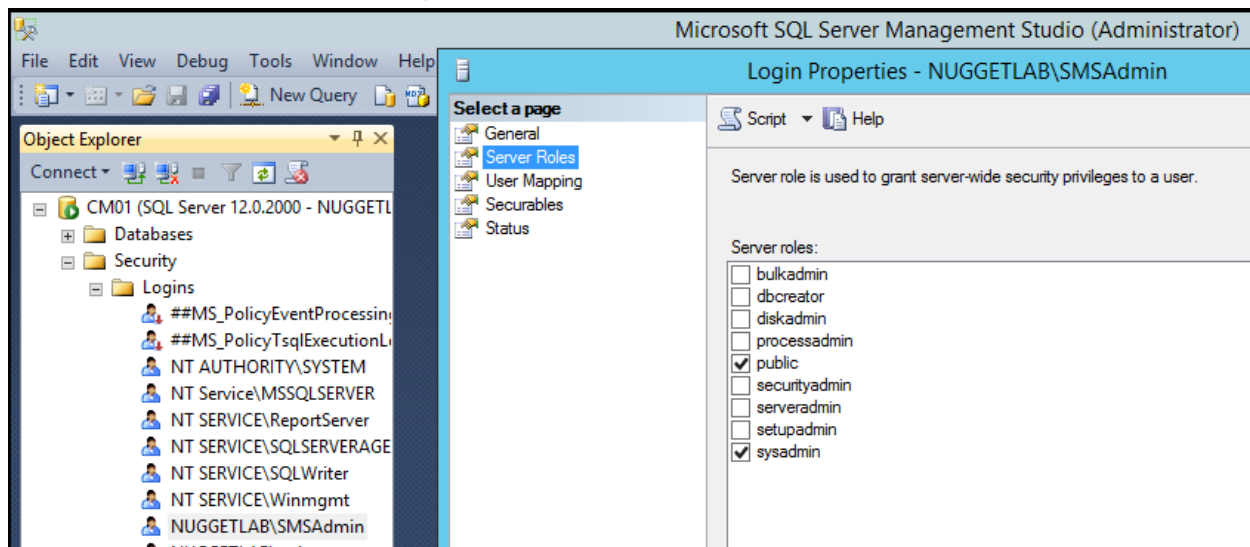 Microsoft SQL Server Management Studio (Administrator)
File Edit View Debug Tools Window Help
New Query
Object Explorer
Connect
CM01 (SQL Server 12.0.2000 - NUGGETL
Databases
Security
Logins
##MS_PolicyEventProcessin
##MS_PolicyTsqlExecutionL
NT AUTHORITY\SYSTEM
NT Service\MSSQLSERVER
NT SERVICE\ReportServer
NT SERVICE\SQLSERVERAGE
NT SERVICE\SQLWriter
NT SERVICE\Winmgmt
NUGGETLAB\SMSAdmin
Login Properties - NUGGETLAB\SMSAdmin
Select a page
General
Server Roles
User Mapping
Securables
Status
Script Help
Server role is used to grant server-wide security privileges to a user.
Server roles:
bulkadmin
dbcreator
diskadmin
processadmin
public
securityadmin
serveradmin
setupadmin
sysadmin